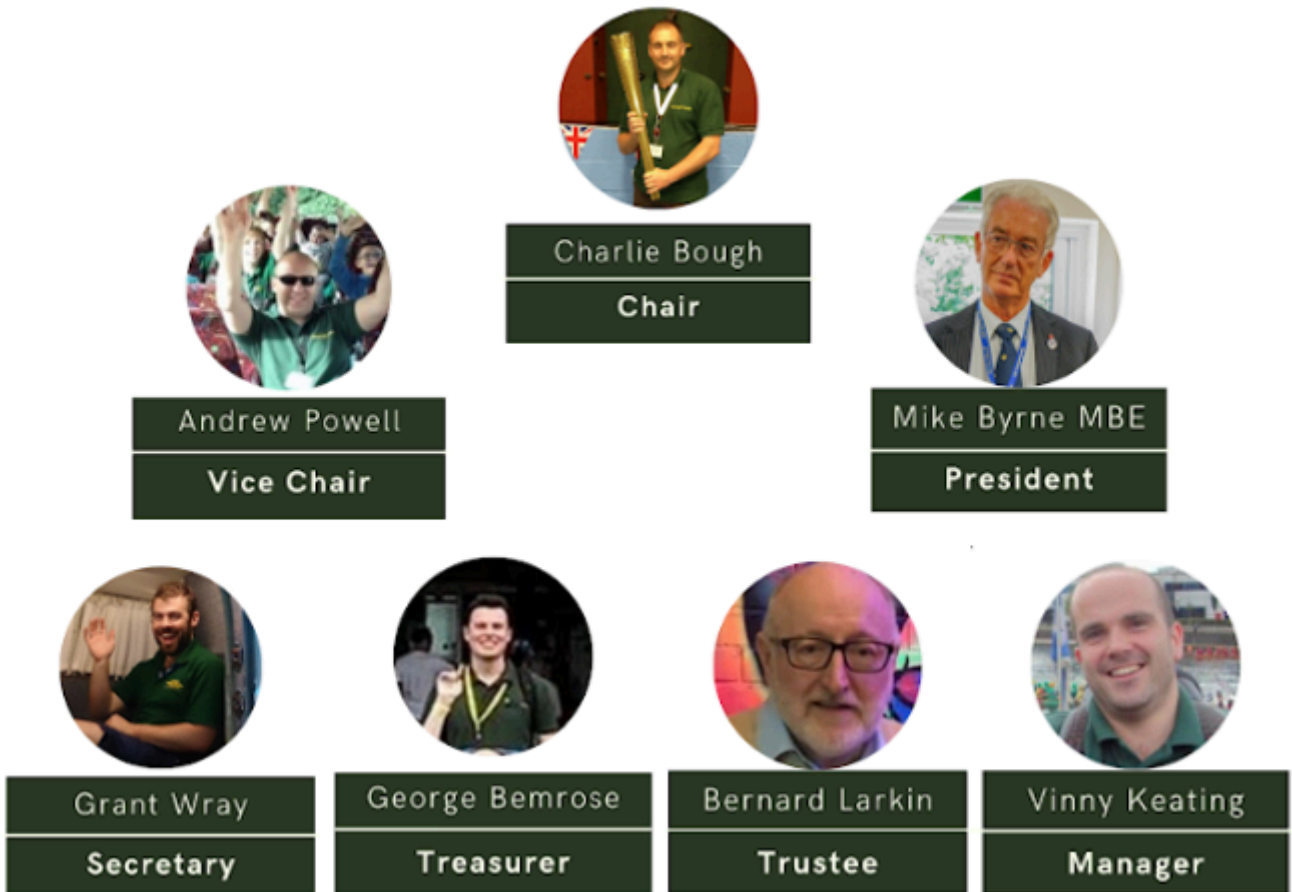 Charlie Bough
Chair
Andrew Powell
Vice Chair
Mike Byrne MBE
President
Grant Wray
Secretary
George Bemrose
Treasurer
Bernard Larkin
Trustee
Vinny Keating
Manager